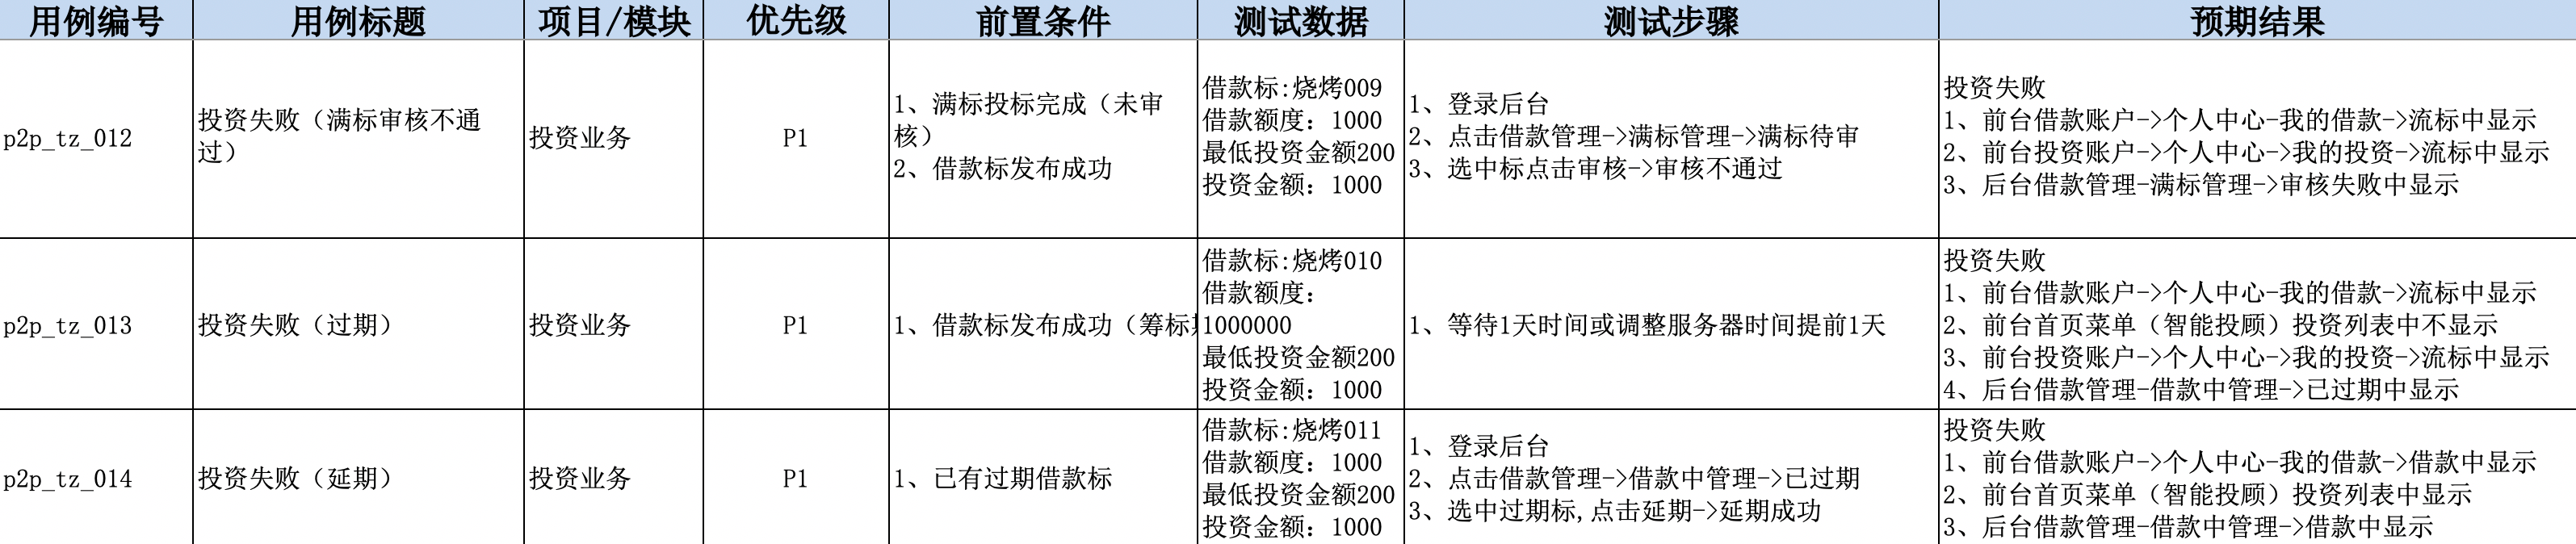 用例编号 用例标题 项目/模块 优先级 前置条件 测试数据 测试步骤 预期结果
p2p_tz_012
投资失败（满标审核不通
过）
投资业务
P1
1、满标投标完成（未审
核）
2、借款标发布成功
借款标:烧烤009
借款额度：1000
最低投资金额200
投资金额：1000
1、登录后台
2、点击借款管理->满标管理->满标待审
3、选中标点击审核->审核不通过
投资失败
1、前台借款账户->个人中心-我的借款->流标中显示
2、前台投资账户->个人中心->我的投资->流标中显示
3、后台借款管理-满标管理->审核失败中显示
p2p_tz_013
投资失败（过期）
投资业务
P1
1、借款标发布成功（筹标
借款标:烧烤010
借款额度：
1000000
最低投资金额200
投资金额：1000
1、等待1天时间或调整服务器时间提前1天
投资失败
1、前台借款账户->个人中心-我的借款->流标中显示
2、前台首页菜单（智能投顾）投资列表中不显示
3、前台投资账户->个人中心->我的投资->流标中显示
4、后台借款管理-借款中管理->已过期中显示
p2p_tz_014
投资失败（延期）
投资业务
P1
1、已有过期借款标
借款标:烧烤011
借款额度：1000
最低投资金额200
投资金额：1000
1、登录后台
2、点击借款管理->借款中管理->已过期
3、选中过期标,点击延期->延期成功
投资失败
1、前台借款账户->个人中心-我的借款->借款中显示
2、前台首页菜单（智能投顾）投资列表中显示
3、后台借款管理-借款中管理->借款中显示